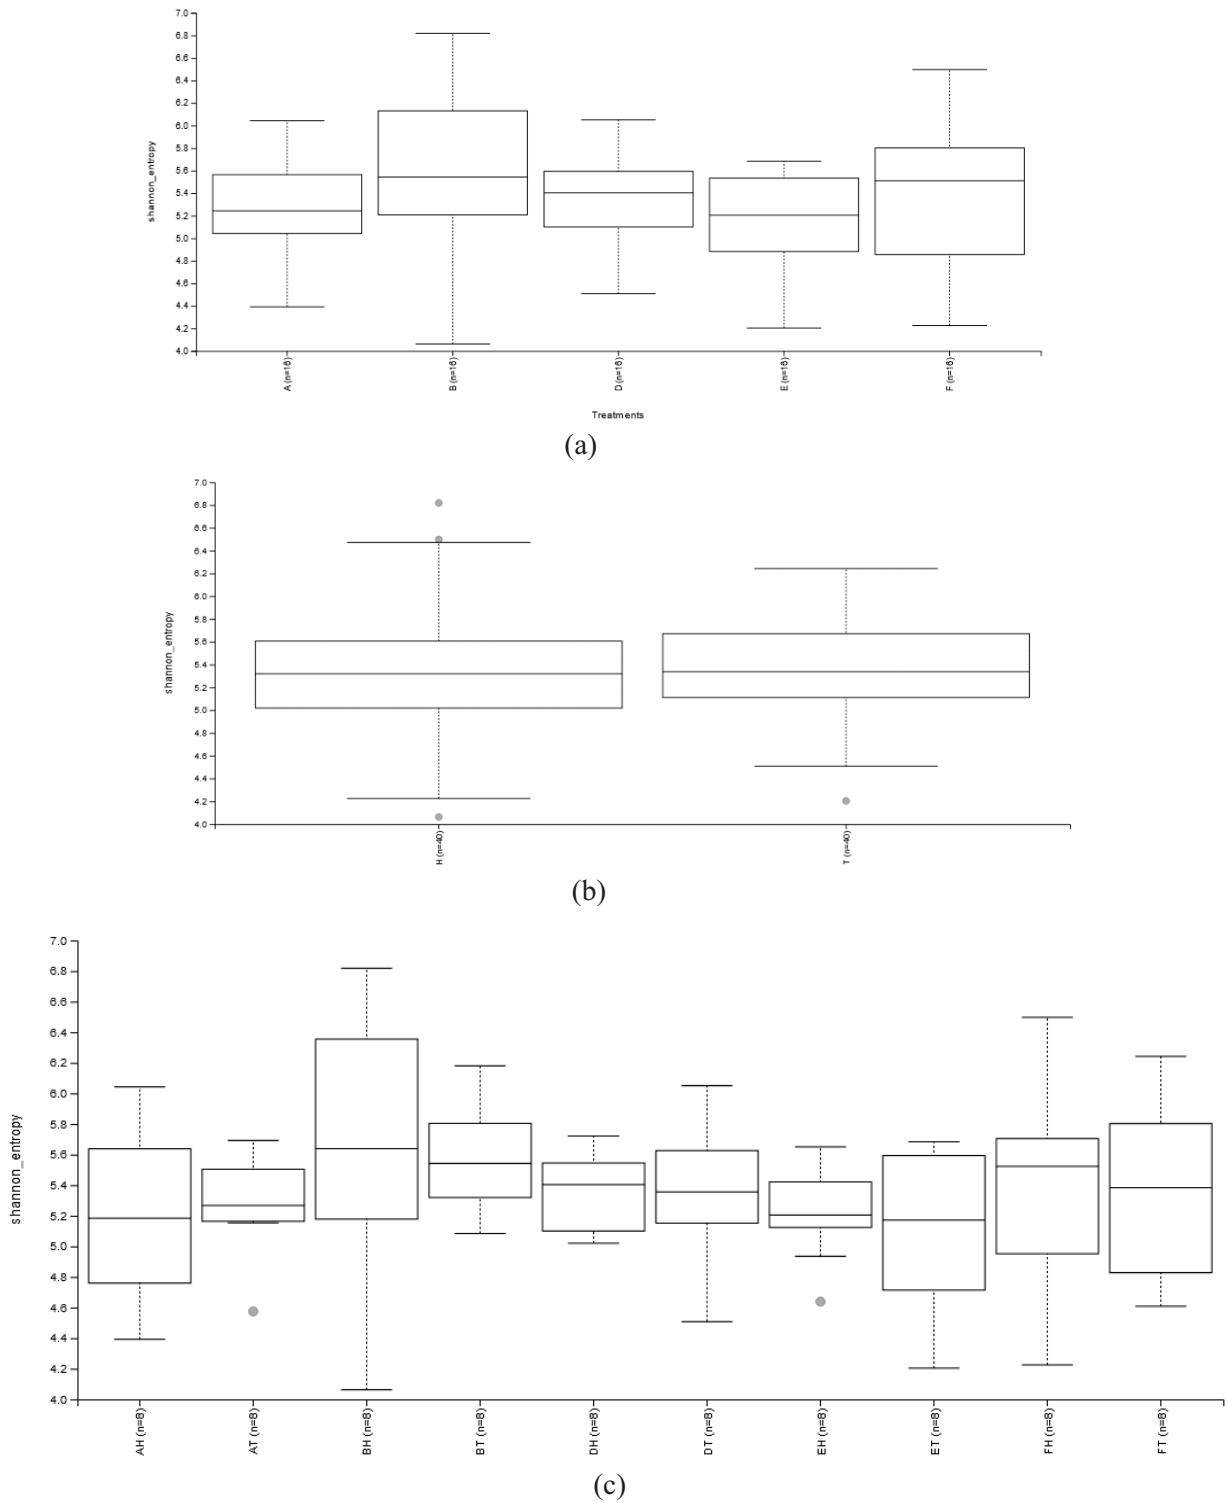 7.0
6.8
6.6
6.4
6.2
6.0
5.8
5.6
5.4
5.2
5.0
4.8
4.6
4.4
4.2
4.0
shannon_entropy
A (n=16)
B (n=16)
D (n=16)
E (n=16)
F (n=16)
Treatments
(a)
7.0
6.8
6.6
6.4
6.2
6.0
5.8
5.6
5.4
5.2
5.0
4.8
4.6
4.4
4.2
4.0
shannon_entropy
H (n=40)
T (n=40)
(b)
7.0
6.8
6.6
6.4
6.2
6.0
5.8
5.6
5.4
5.2
5.0
4.8
4.6
4.4
4.2
4.0
shannon_entropy
AH (n=8)
AT (n=8)
BH (n=8)
BT (n=8)
DH (n=8)
DT (n=8)
EH (n=8)
ET (n=8)
FH (n=8)
FT (n=8)
(c)